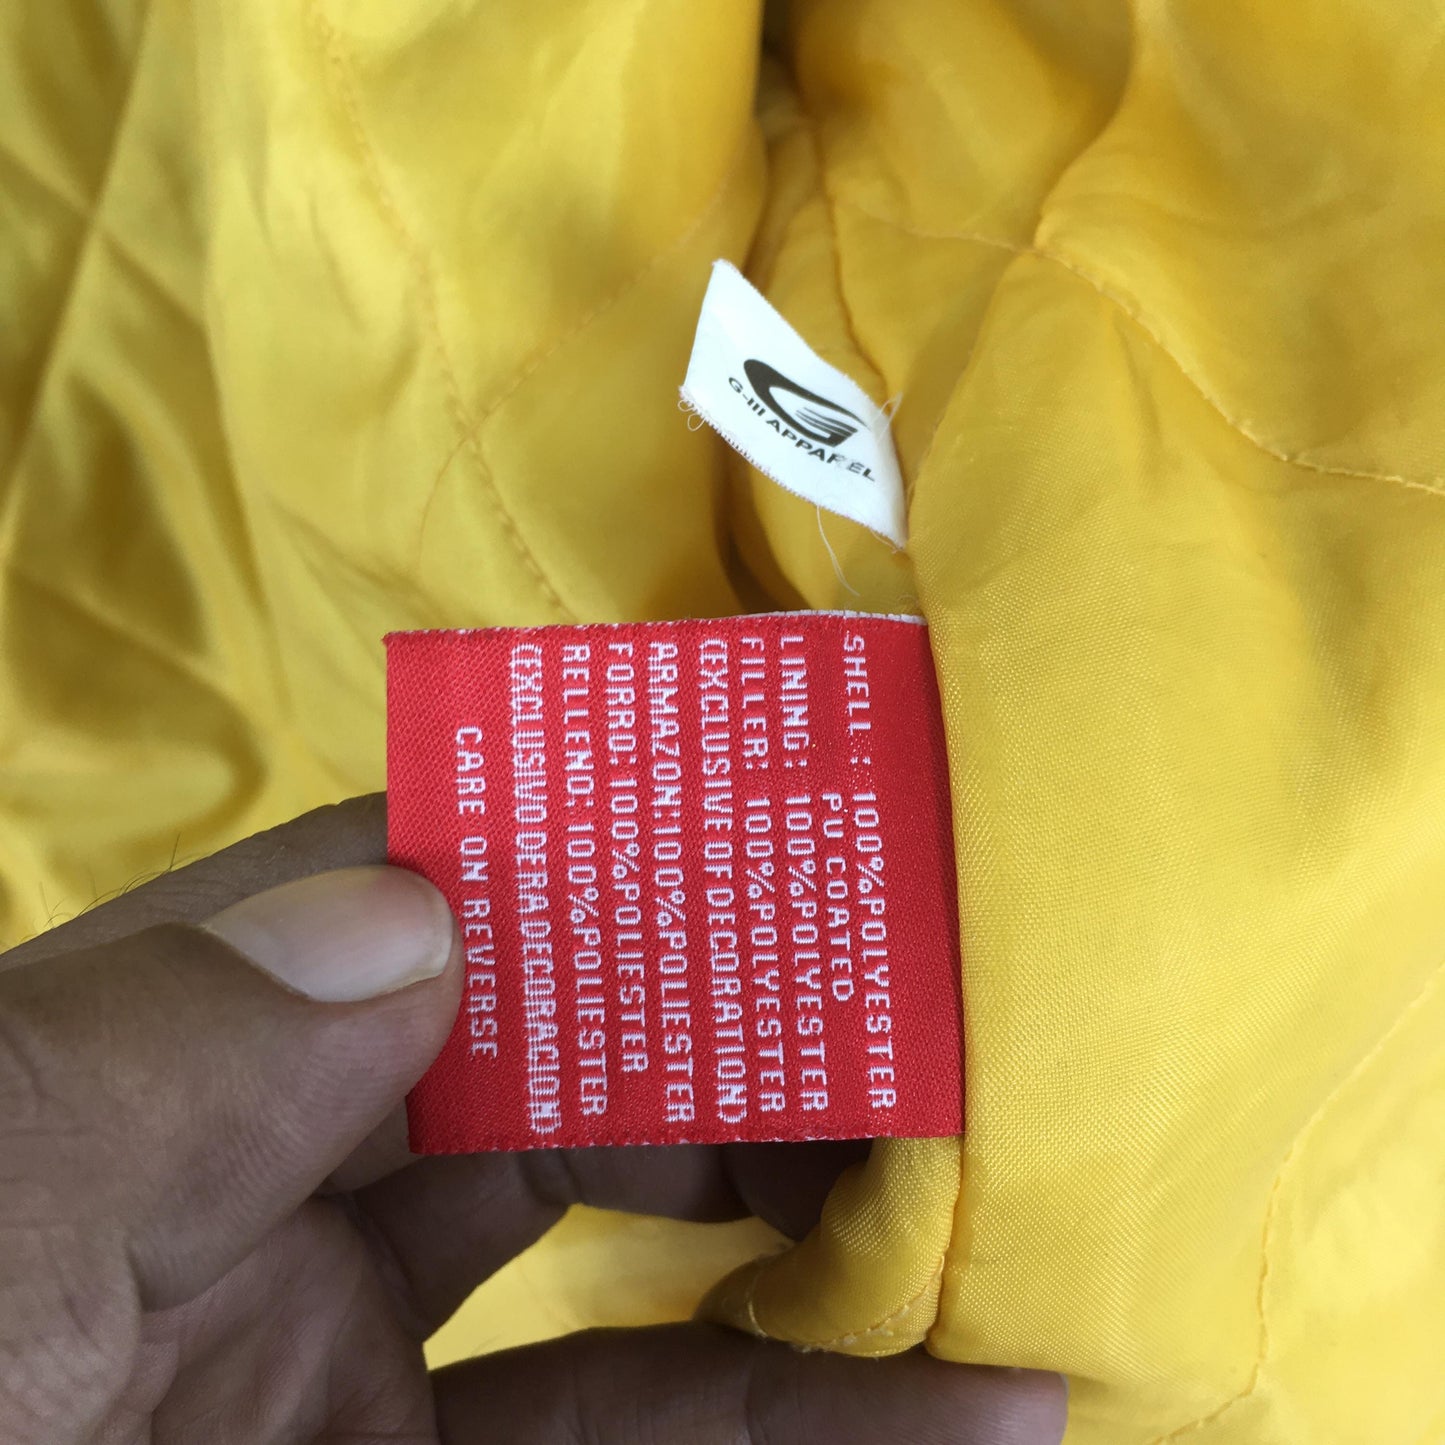 G-III APPAREL
SHELL: 100%POLYESTER
PU COATED
LINING: 100%POLYESTER
FILLER: 100%POLYESTER
(EXCLUSIVE OF DECORATION)
ARMAZON:100%POLIESTER
FORRO:100%POLIESTER
RELLENO:100%POLIESTER
(EXCLUSIVO DE RA DECORACION)
CARE ON REVERSE